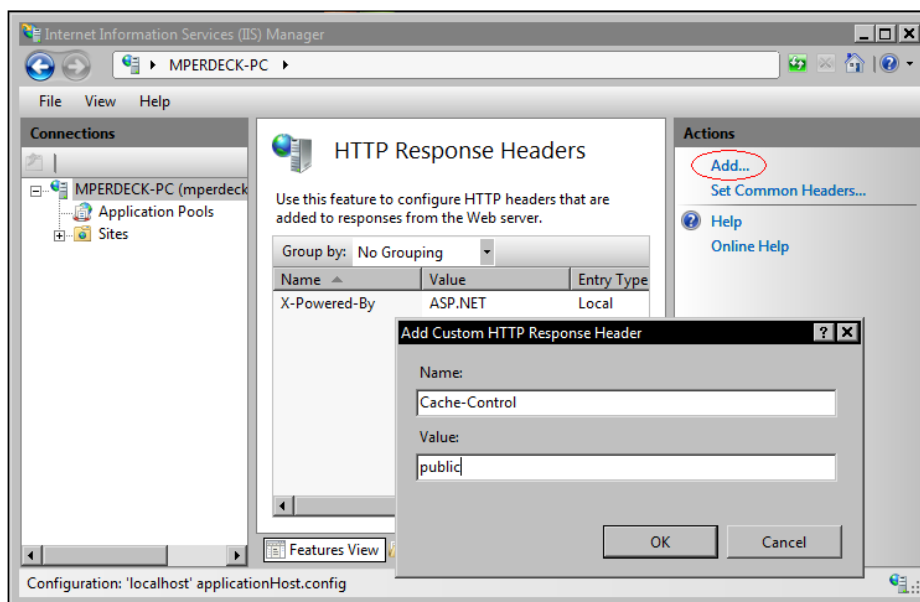 Internet Information Services (IIS) Manager
MPERDECK-PC
File View Help
Connections
MPERDECK-PC (mperdeck
Application Pools
Sites
HTTP Response Headers
Use this feature to configure HTTP headers that are
added to responses from the Web server.
Group by: No Grouping
Name Value Entry Type
X-Powered-By ASP.NET Local
Actions
Add...
Set Common Headers...
Help
Online Help
Add Custom HTTP Response Header
Name:
Cache-Control
Value:
public
OK Cancel
Features View
Configuration: 'localhost' applicationHost.config